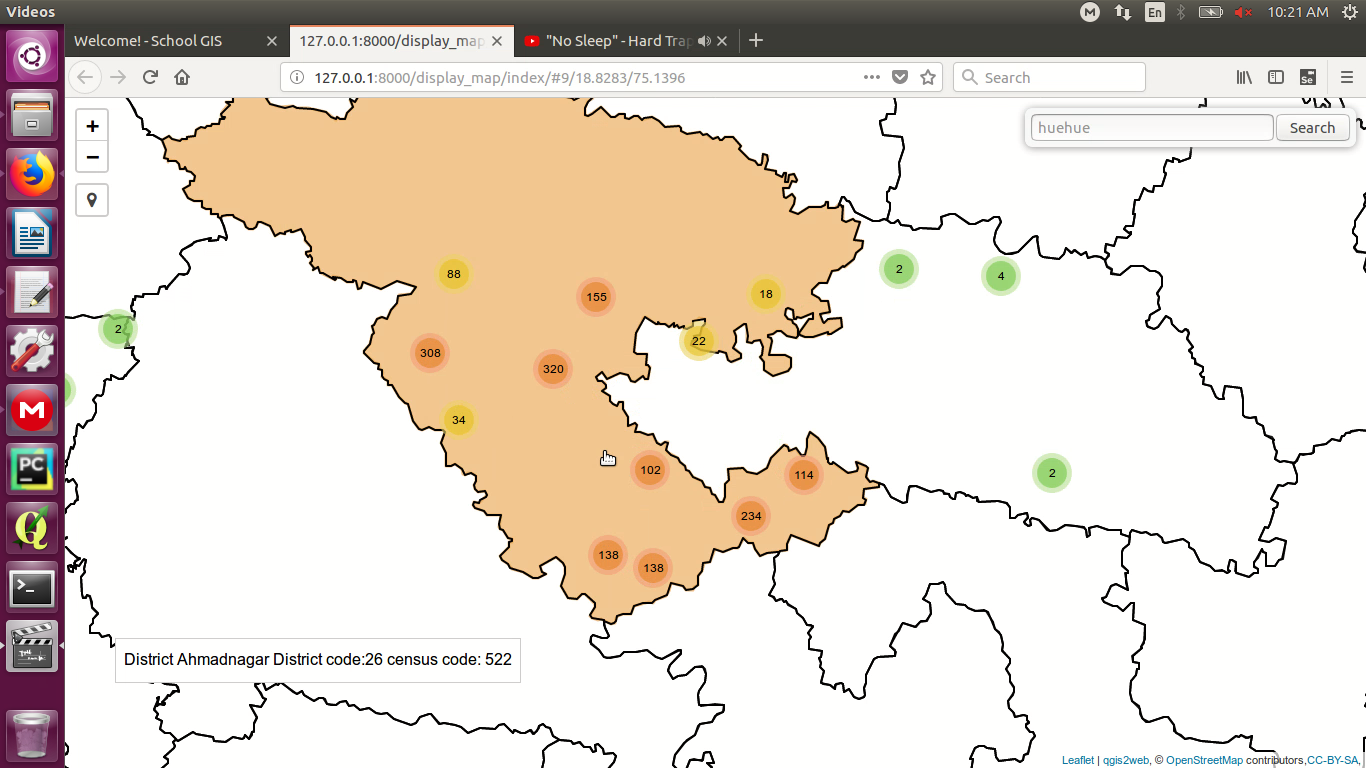 Videos
M
En
10:21 AM
Welcome! - School GIS
127.0.0.1:8000/display_map
"No Sleep" - Hard Trap
127.0.0.1:8000/display_map/index/#9/18.8283/75.1396
Search
Se
+
−
huehue
Search
88
155
18
2
4
2
22
308
320
34
102
114
2
234
138
138
M
PC
>_
District Ahmadnagar District code:26 census code: 522
Leaflet | qgis2web, © OpenStreetMap contributors,CC-BY-SA,